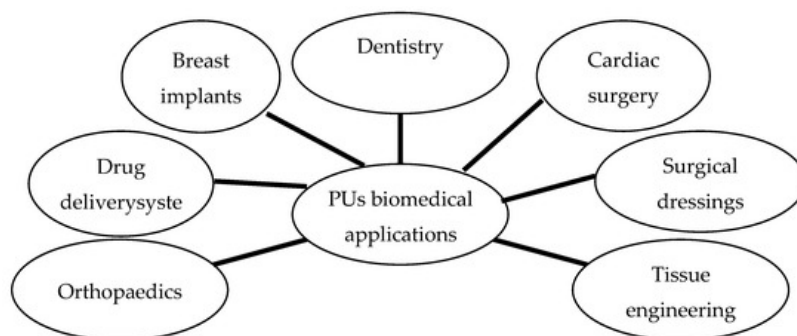 Dentistry
Breast
implants
Cardiac
surgery
Drug
deliverysyste
PUs biomedical
applications
Surgical
dressings
Orthopaedics
Tissue
engineering